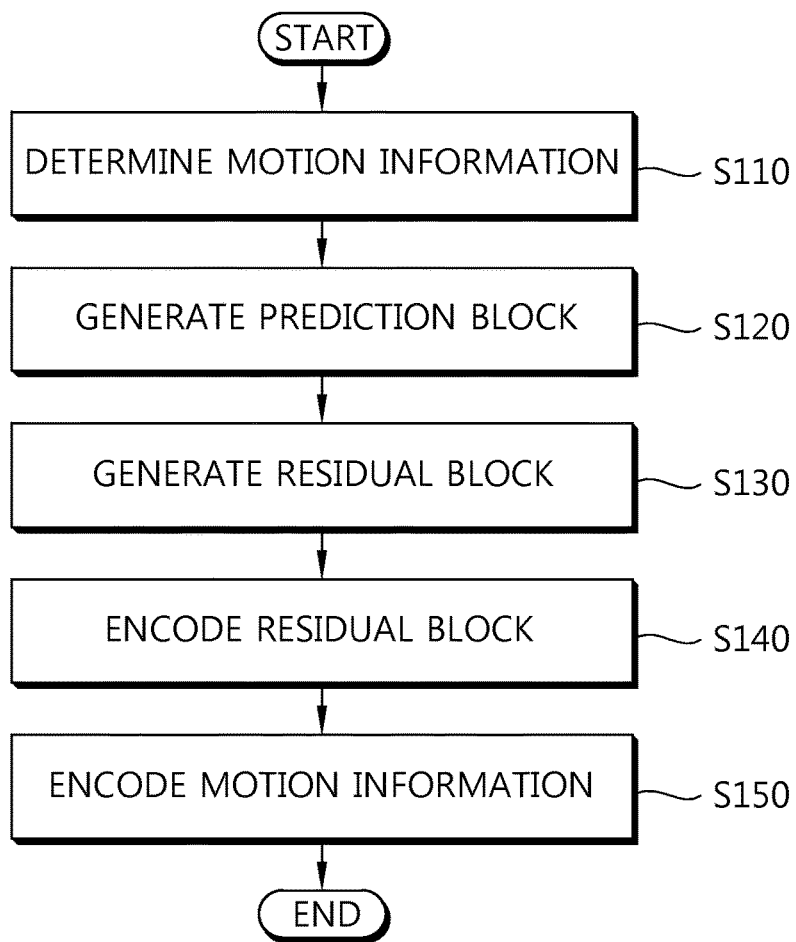 START
DETERMINE MOTION INFORMATION
S110
GENERATE PREDICTION BLOCK
S120
GENERATE RESIDUAL BLOCK
S130
ENCODE RESIDUAL BLOCK
S140
ENCODE MOTION INFORMATION
S150
END